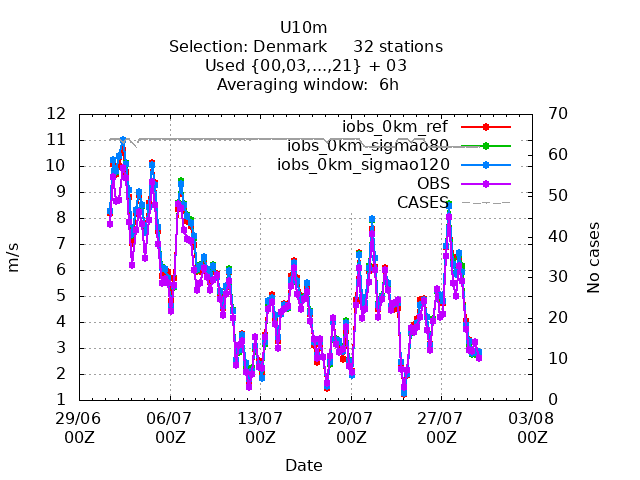 U10m
Selection: Denmark 32 stations
Used {00,03,...,21} + 03
Averaging window: 6h
12
11
10
9
8
7
6
5
4
3
2
1
m/s
70
60
50
40
30
20
10
0
No cases
iobs_0km_ref
iobs_0km_sigmao80
iobs_0km_sigmao120
OBS
CASES
29/06 06/07 13/07 20/07 27/07 03/08
00Z 00Z 00Z 00Z 00Z 00Z
Date